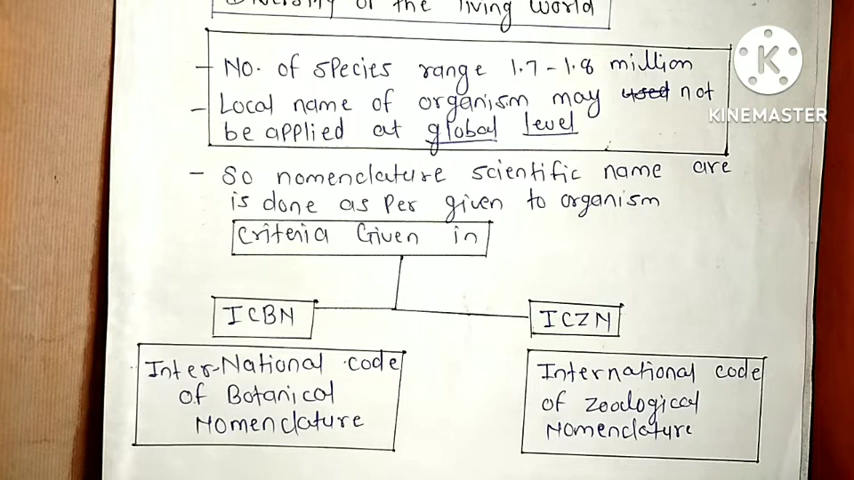 Diversity of the living world
- No. of species range 1.7-1.8 million
- Local name of organism may used not
be applied at global level
- So nomenclature scientific name are
is done as per given to organism
criteria Given in
ICBN
ICZN
Inter-National code
of Botanical
Nomenclature
International code
of Zoological
Nomenclature
K
KINEMASTER